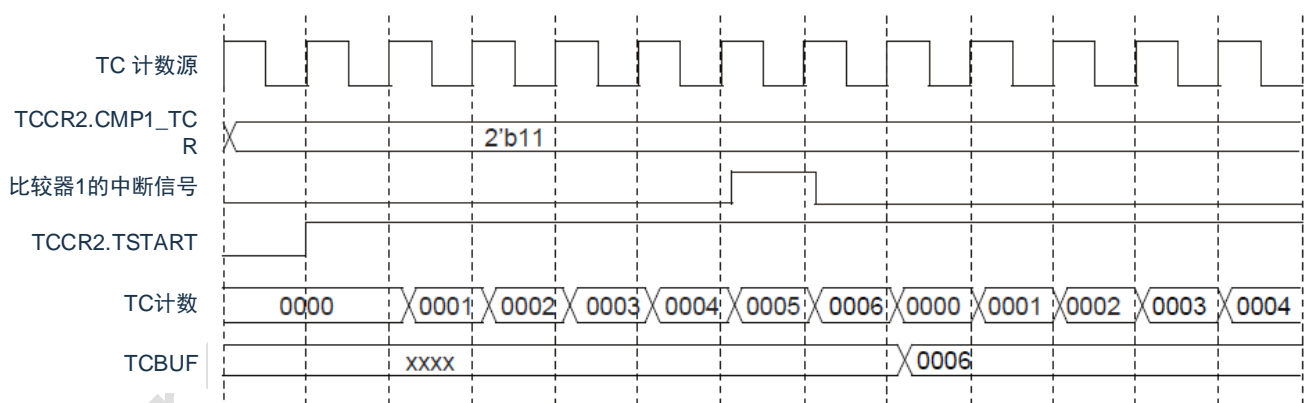 TC 计数源
TCCR2.CMP1_TC
R
2'b11
比较器1的中断信号
TCCR2.TSTART
TC计数
0000 0001 0002 0003 0004 0005 0006 0000 0001 0002 0003 0004
TCBUF
xxxx 0006